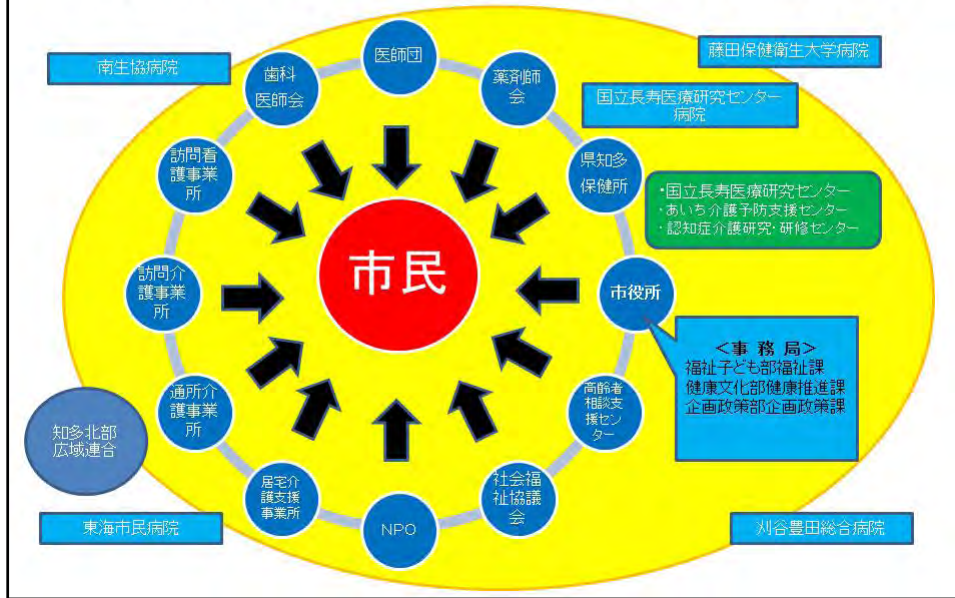 医師団
藤田保健衛生大学病院
南生協病院
歯科
医師会
薬剤師
会
国立長寿医療研究センター
病院
訪問看
護事業
所
県知多
保健所
・国立長寿医療研究センター
・あいち介護予防支援センター
・認知症介護研究・研修センター
市民
訪問介
護事業
所
市役所
＜事 務 局＞
福祉子ども部福祉課
健康文化部健康推進課
企画政策部企画政策課
通所介
護事業
所
高齢者
相談支
援セン
ター
知多北部
広域連合
居宅介
護支援
事業所
NPO
社会福
祉協議
会
東海市民病院
刈谷豊田総合病院